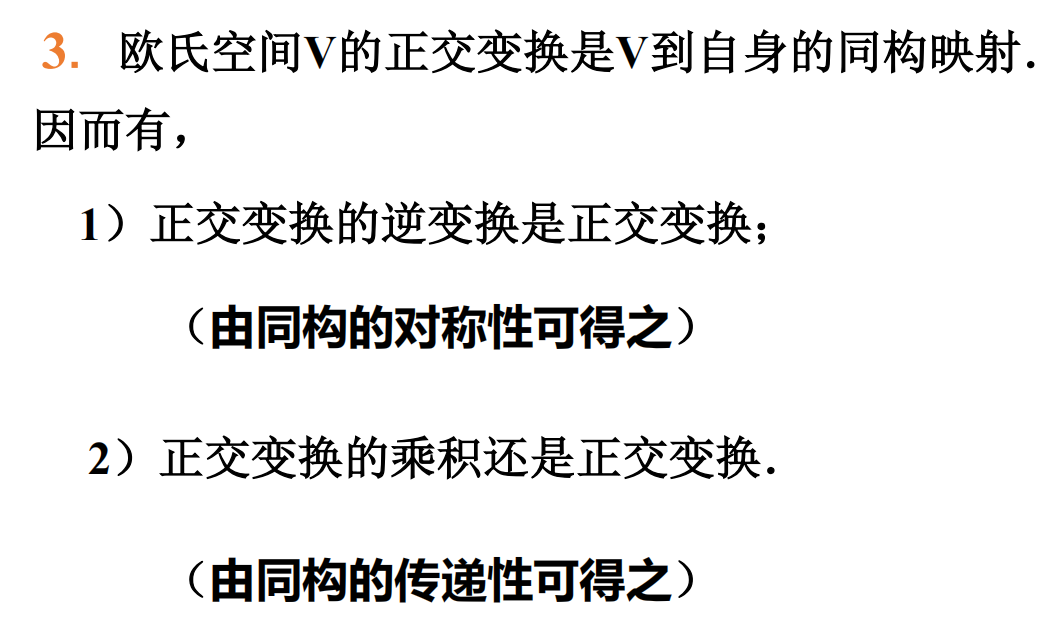 3. 欧氏空间V的正交变换是V到自身的同构映射.
因而有，
1）正交变换的逆变换是正交变换；
（由同构的对称性可得之）
2）正交变换的乘积还是正交变换.
（由同构的传递性可得之）